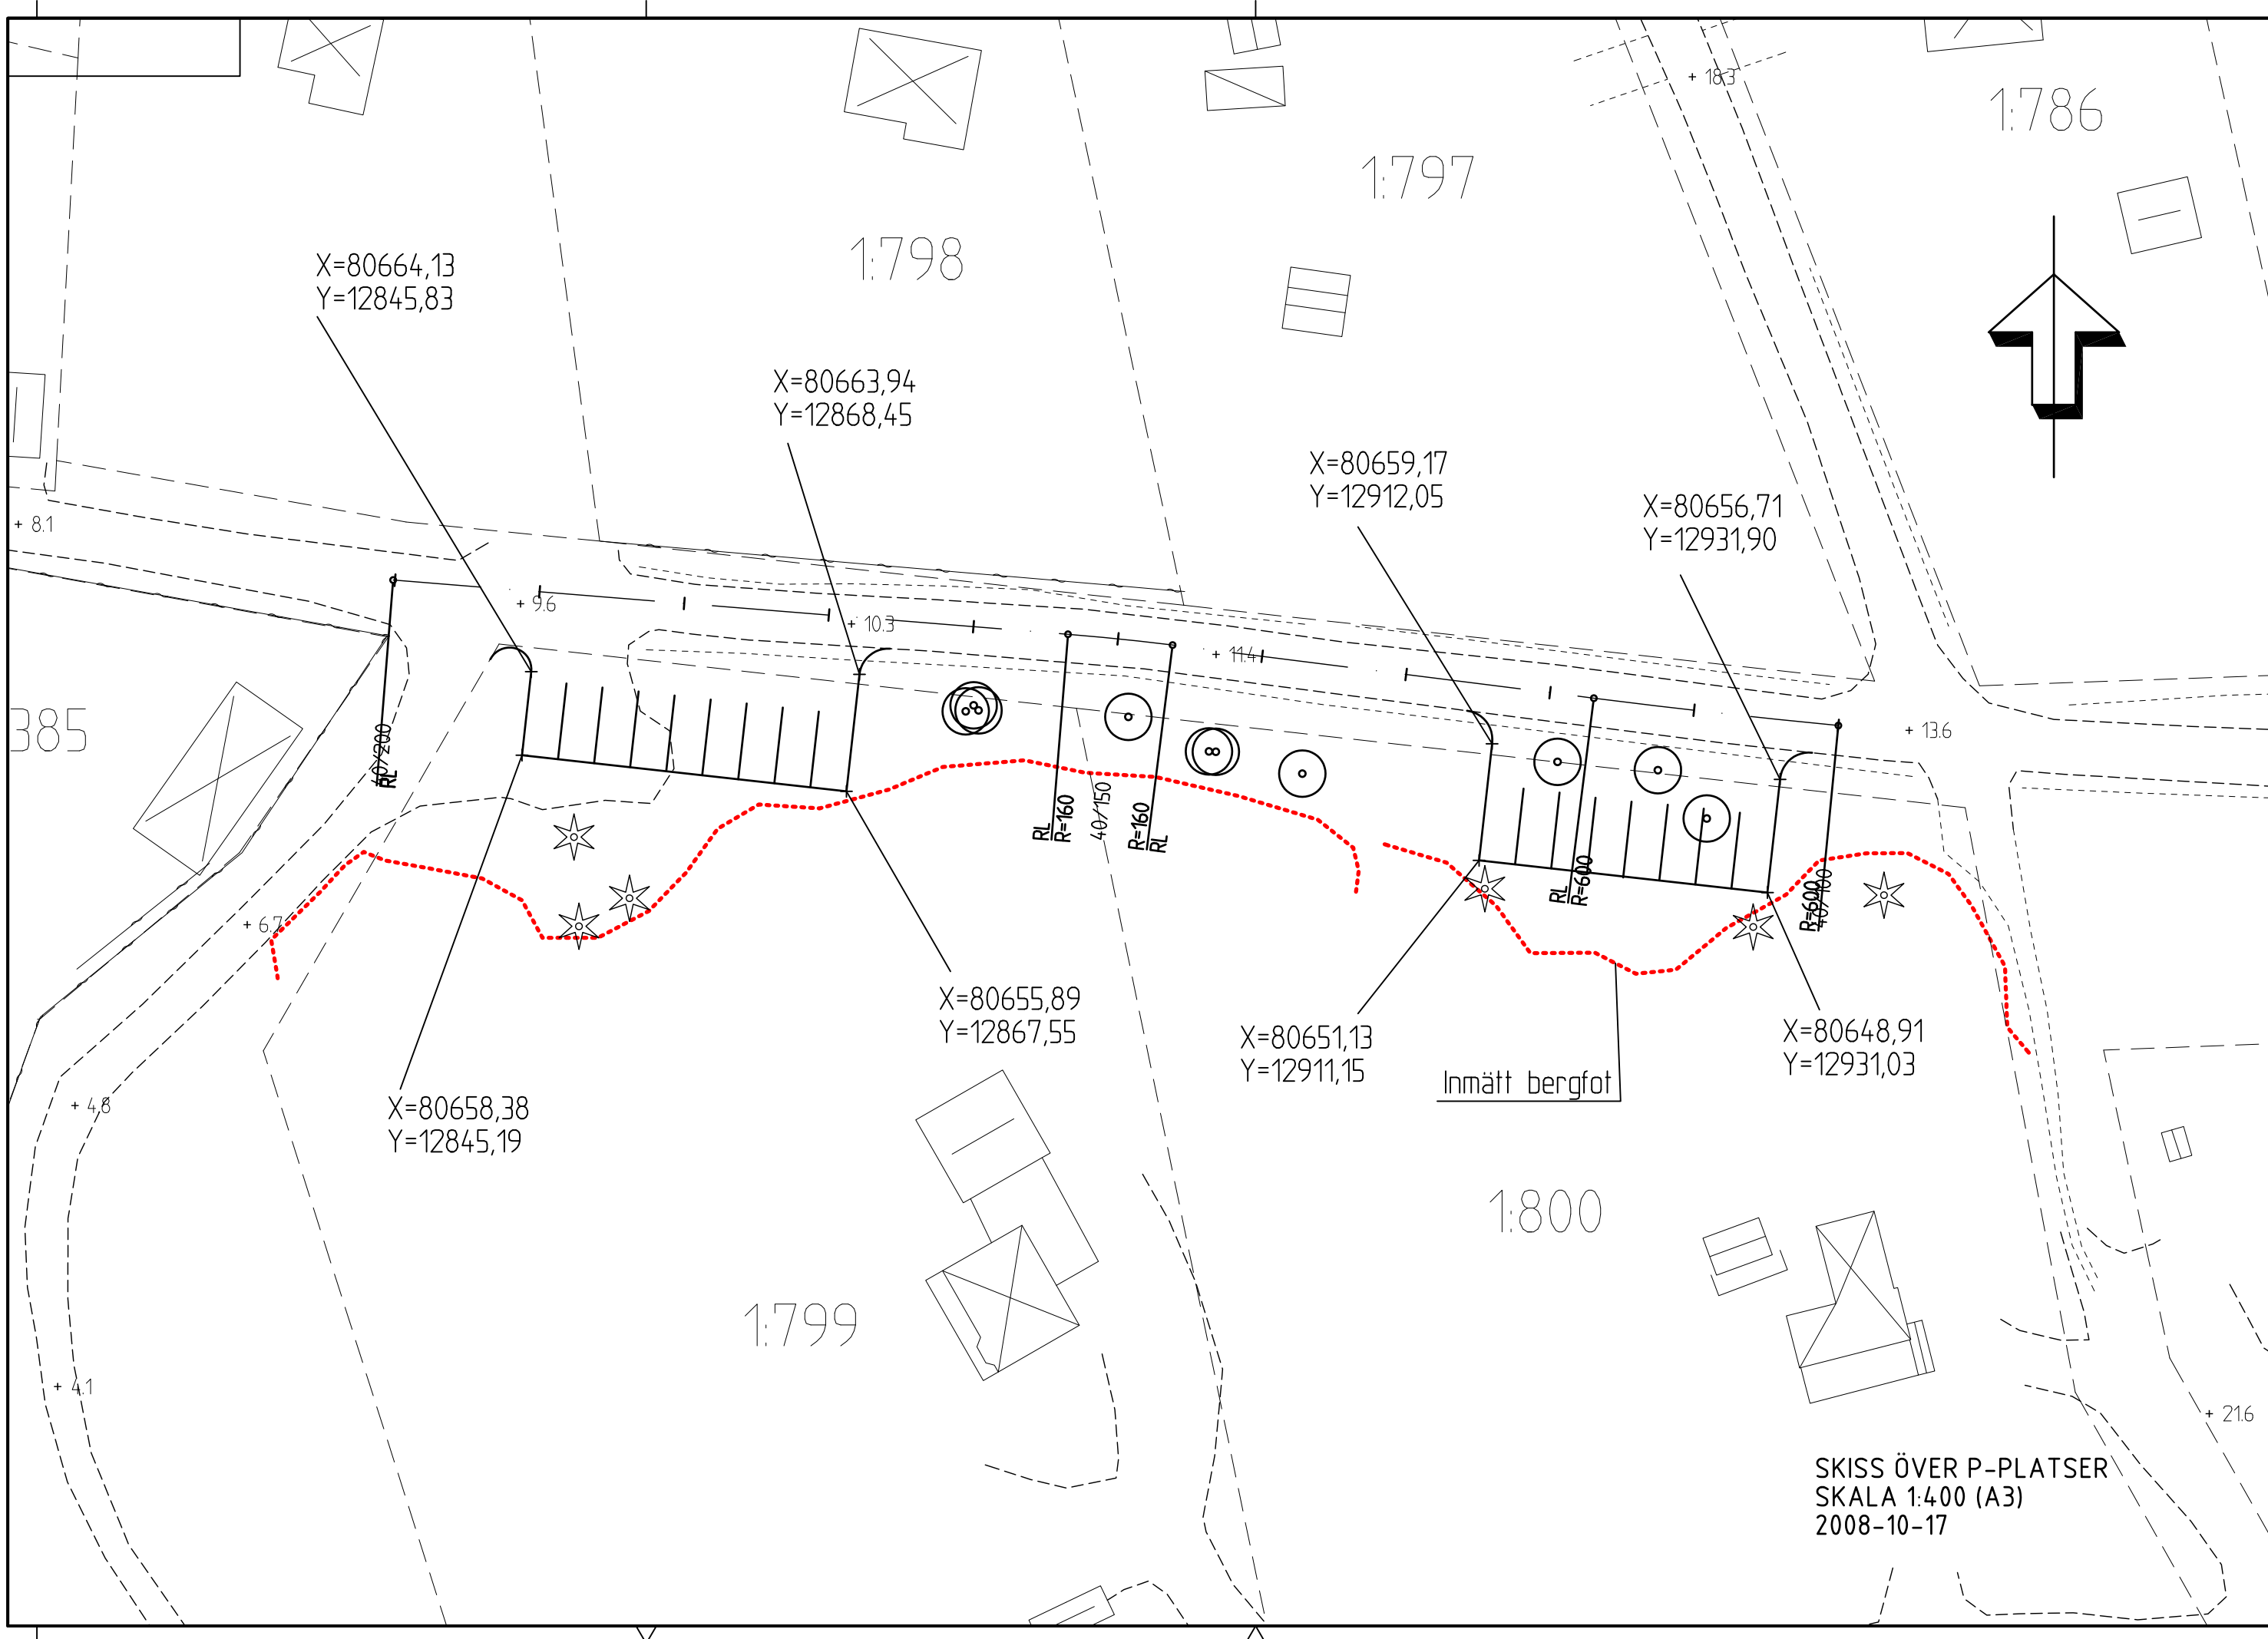 + 18.3
1:786
1:797
1:798
X=80664,13
Y=12845,83
X=80663,94
Y=12868,45
X=80659,17
Y=12912,05
X=80656,71
Y=12931,90
+ 8.1
+ 9.6
+ 10.3
+ 11.4
+ 13.6
385
40/200
RL
RL
R=160
40/150
R=160
RL
RL
R=600
R=600
40/100
+ 6.7
X=80655,89
Y=12867,55
X=80651,13
Y=12911,15
X=80648,91
Y=12931,03
Inmätt bergfot
+ 4.8
X=80658,38
Y=12845,19
1:800
1:799
+ 4.1
+ 21.6
SKISS ÖVER P-PLATSER
SKALA 1:400 (A3)
2008-10-17